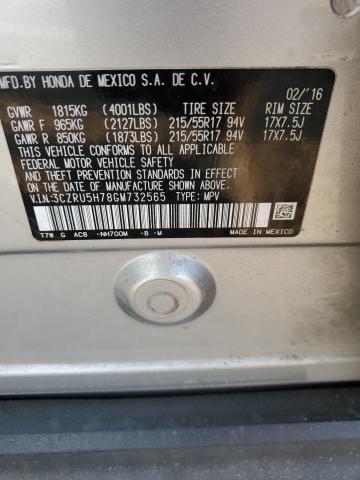 MFD.BY HONDA DE MEXICO S.A. DE C.V.
02/'16
GVWR 1815KG (4001LBS) TIRE SIZE RIM SIZE
GAWR F 965KG (2127LBS) 215/55R17 94V 17X7.5J
GAWR R 850KG (1873LBS) 215/55R17 94V 17X7.5J
THIS VEHICLE CONFORMS TO ALL APPLICABLE
FEDERAL MOTOR VEHICLE SAFETY AND THEFT
PREVENTION STANDARDS IN EFFECT ON THE DATE
OF MANUFACTURE SHOWN ABOVE.
V.I.N:3CZRU5H78GM732565 TYPE: MPV
T7W G AC8 -NH700M -B -M
MADE IN MEXICO